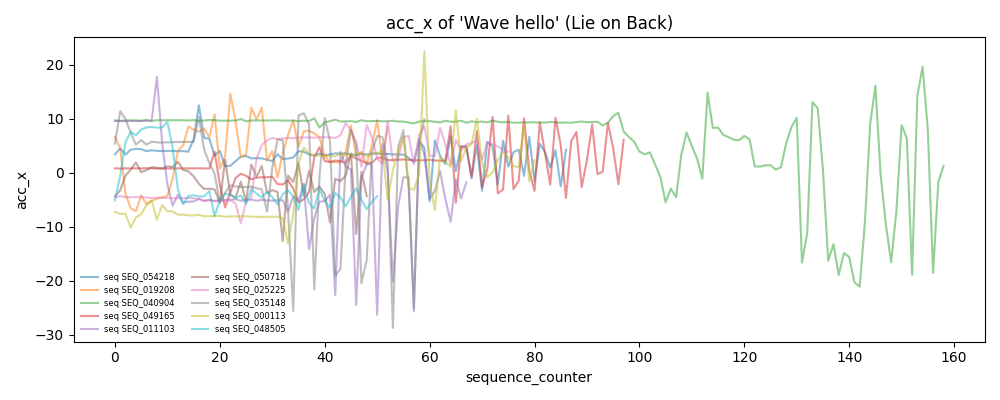 acc_x of 'Wave hello' (Lie on Back)
acc_x
20
10
0
−10
−20
−30
seq SEQ_054218
seq SEQ_019208
seq SEQ_040904
seq SEQ_049165
seq SEQ_011103
seq SEQ_050718
seq SEQ_025225
seq SEQ_035148
seq SEQ_000113
seq SEQ_048505
0 20 40 60 80 100 120 140 160
sequence_counter